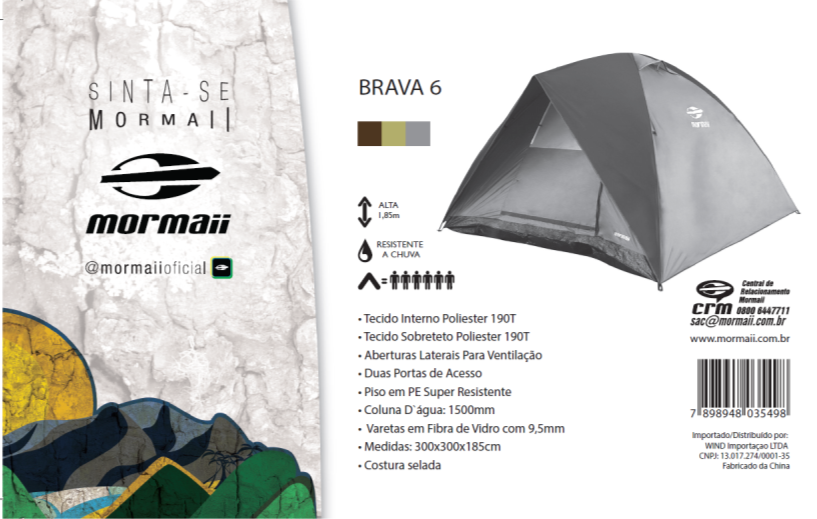 SINTA-SE
MORMAII
mormaii
@mormaiioficial
BRAVA 6
ALTA
1,85m
RESISTENTE
A CHUVA
=
mormaii
mormaii
• Tecido Interno Poliester 190T
• Tecido Sobreteto Poliester 190T
• Aberturas Laterais Para Ventilação
• Duas Portas de Acesso
• Piso em PE Super Resistente
• Coluna D`água: 1500mm
• Varetas em Fibra de Vidro com 9,5mm
• Medidas: 300x300x185cm
• Costura selada
Central de
Relacionamento
Mormaii
crm 0800 6447711
sac@mormaii.com.br
www.mormaii.com.br
7 898948 035498
Importado/Distribuido por:
WIND Importaçao LTDA
CNPJ: 13.017.274/0001-35
Fabricado da China